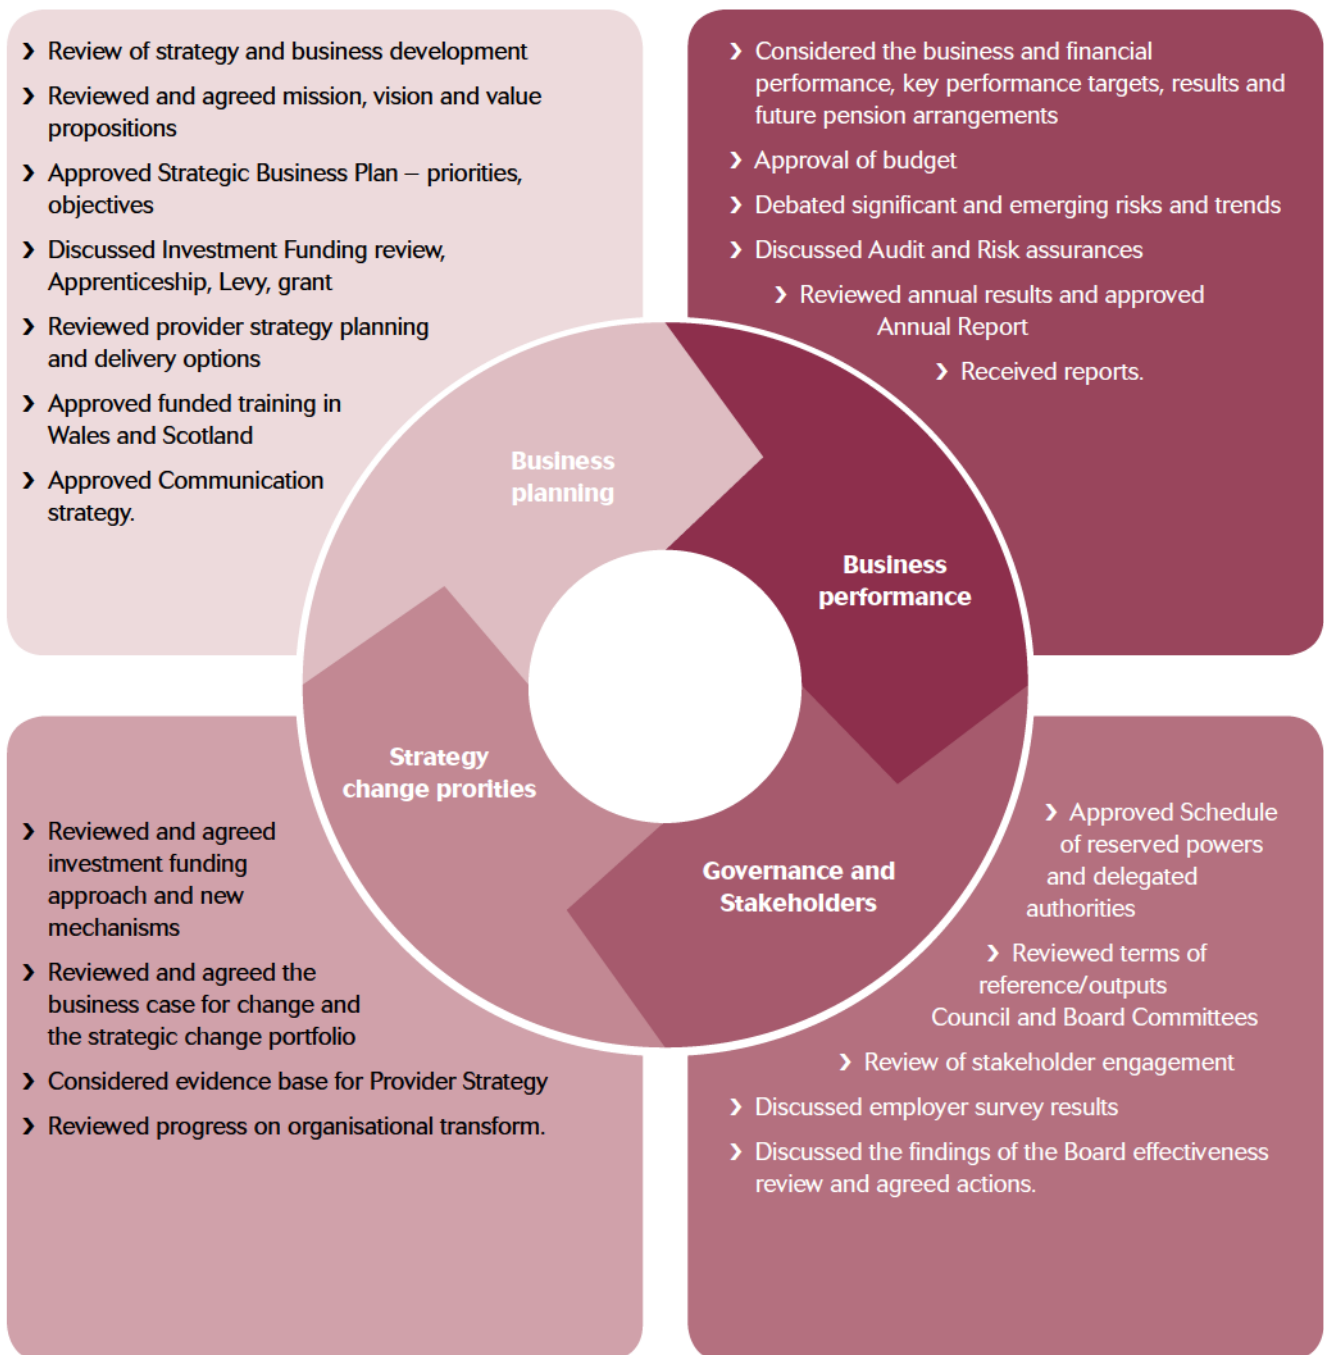 › Review of strategy and business development
› Reviewed and agreed mission, vision and value
propositions
› Approved Strategic Business Plan – priorities,
objectives
› Discussed Investment Funding review,
Apprenticeship, Levy, grant
› Reviewed provider strategy planning
and delivery options
› Approved funded training in
Wales and Scotland
› Approved Communication
strategy.
› Considered the business and financial
performance, key performance targets, results and
future pension arrangements
› Approval of budget
› Debated significant and emerging risks and trends
› Discussed Audit and Risk assurances
› Reviewed annual results and approved
Annual Report
› Received reports.
Business
planning
Business
performance
Strategy
change prorities
Governance and
Stakeholders
› Reviewed and agreed
investment funding
approach and new
mechanisms
› Reviewed and agreed the
business case for change and
the strategic change portfolio
› Considered evidence base for Provider Strategy
› Reviewed progress on organisational transform.
› Approved Schedule
of reserved powers
and delegated
authorities
› Reviewed terms of
reference/outputs
Council and Board Committees
› Review of stakeholder engagement
› Discussed employer survey results
› Discussed the findings of the Board effectiveness
review and agreed actions.